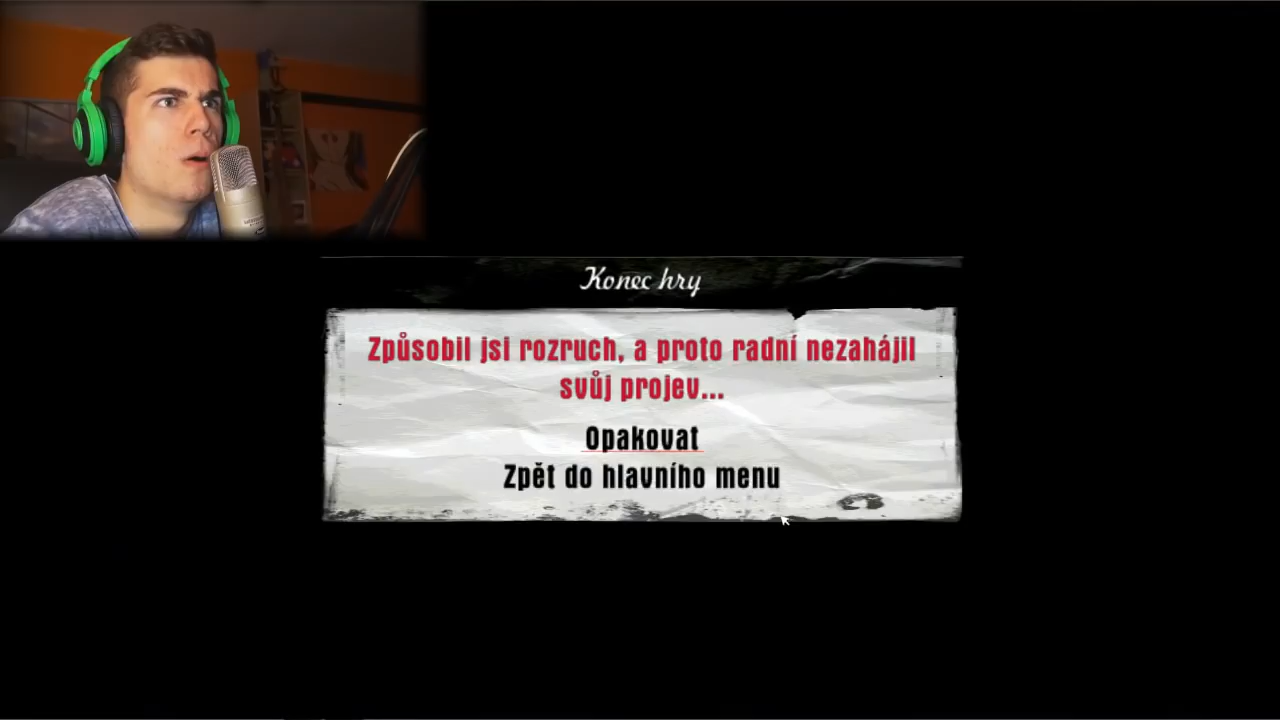 Konec hry
Způsobil jsi rozruch, a proto radní nezahájil
svůj projev...
Opakovat
Zpět do hlavního menu